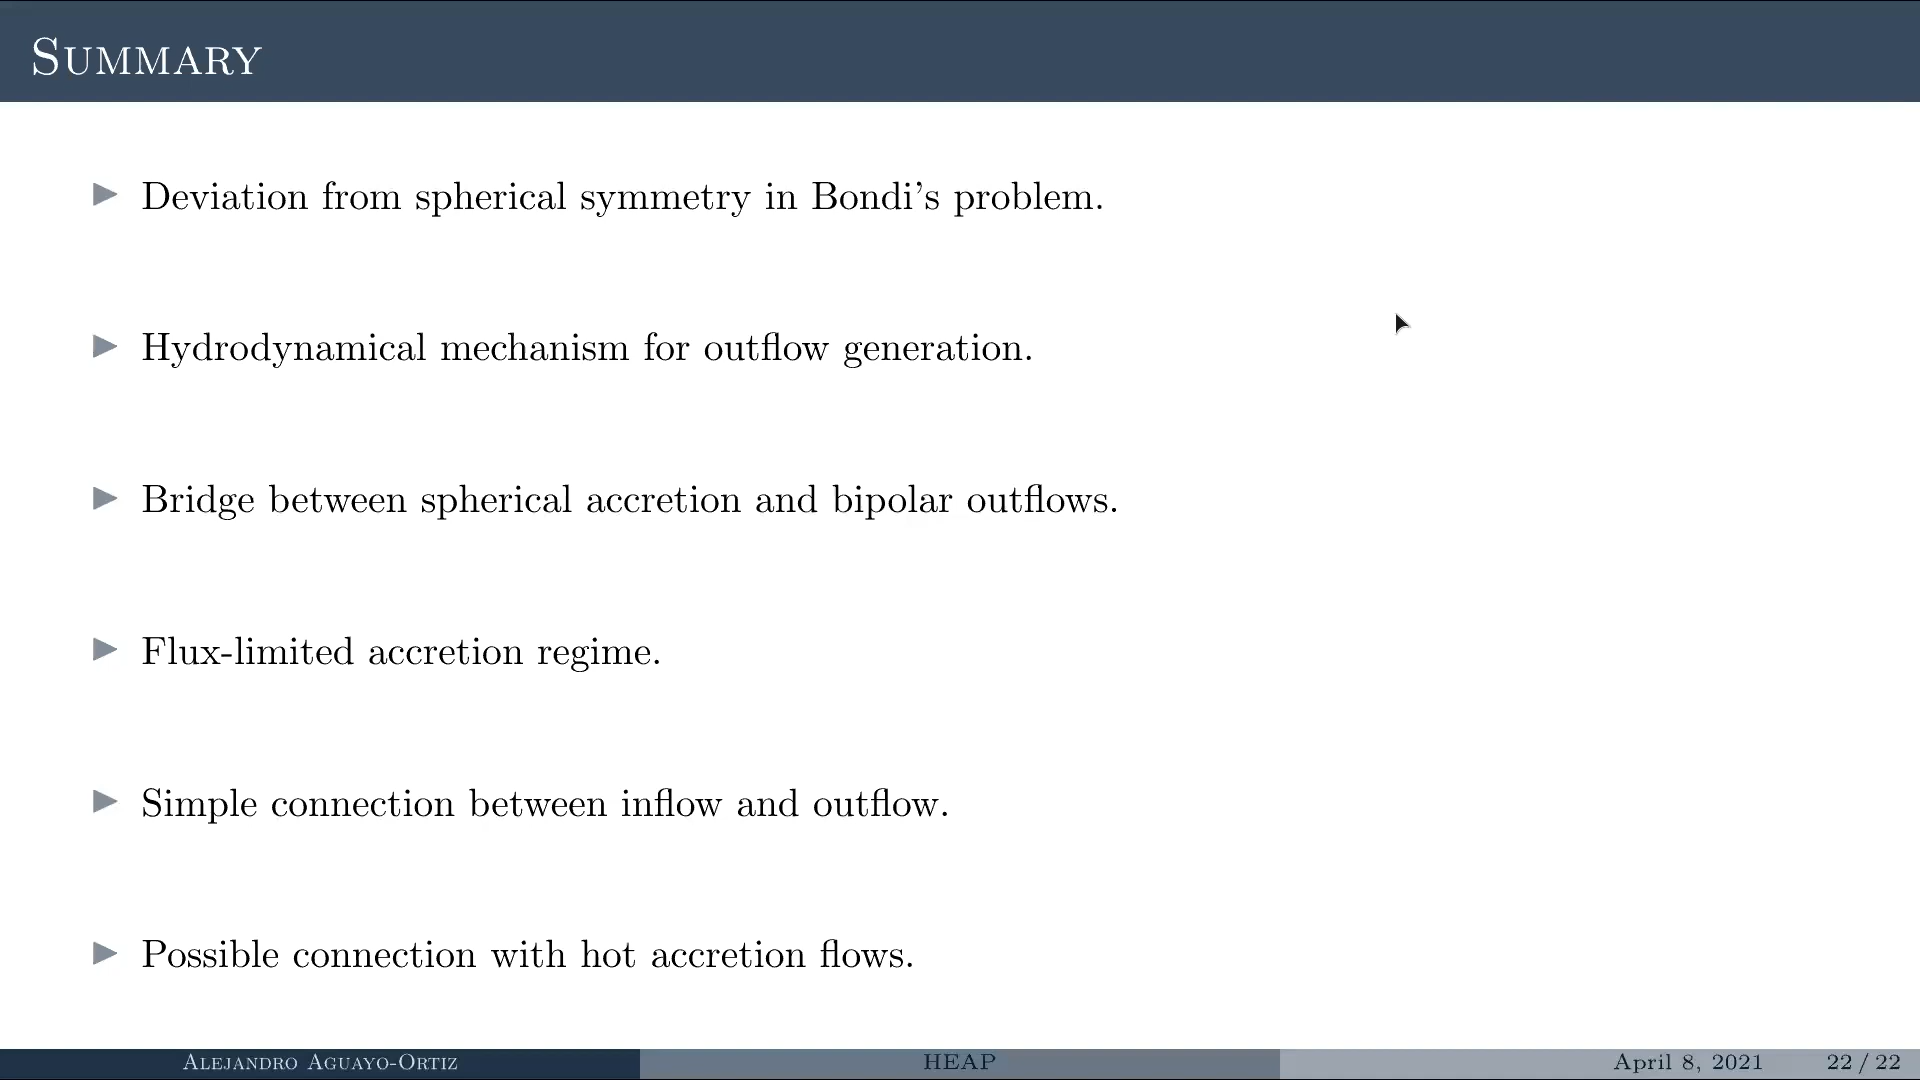 Summary
Deviation from spherical symmetry in Bondi's problem.
Hydrodynamical mechanism for outflow generation.
Bridge between spherical accretion and bipolar outflows.
Flux-limited accretion regime.
Simple connection between inflow and outflow.
Possible connection with hot accretion flows.
Alejandro Aguayo-Ortiz HEAP April 8, 2021 22 / 22